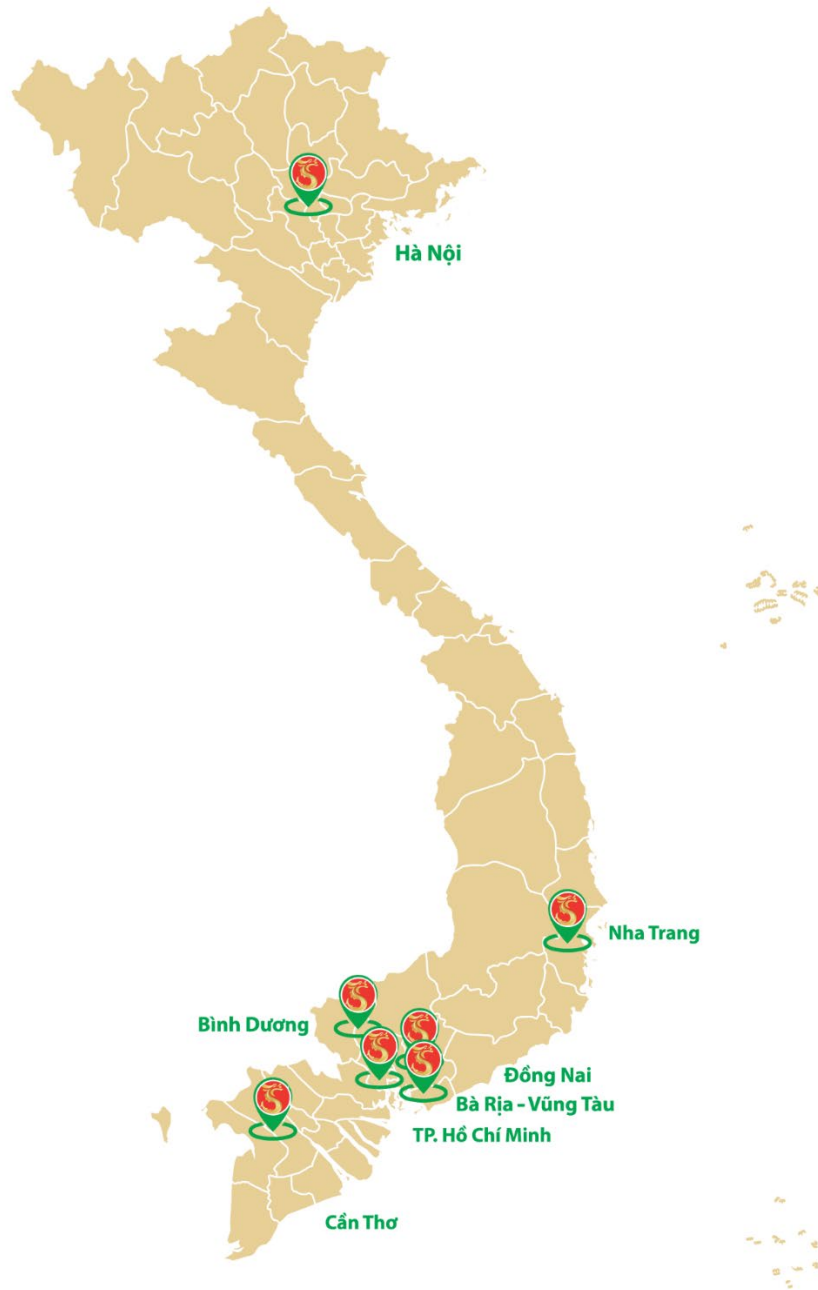 Hà Nội
Nha Trang
Bình Dương
Đồng Nai
Bà Rịa - Vũng Tàu
TP. Hồ Chí Minh
Cần Thơ